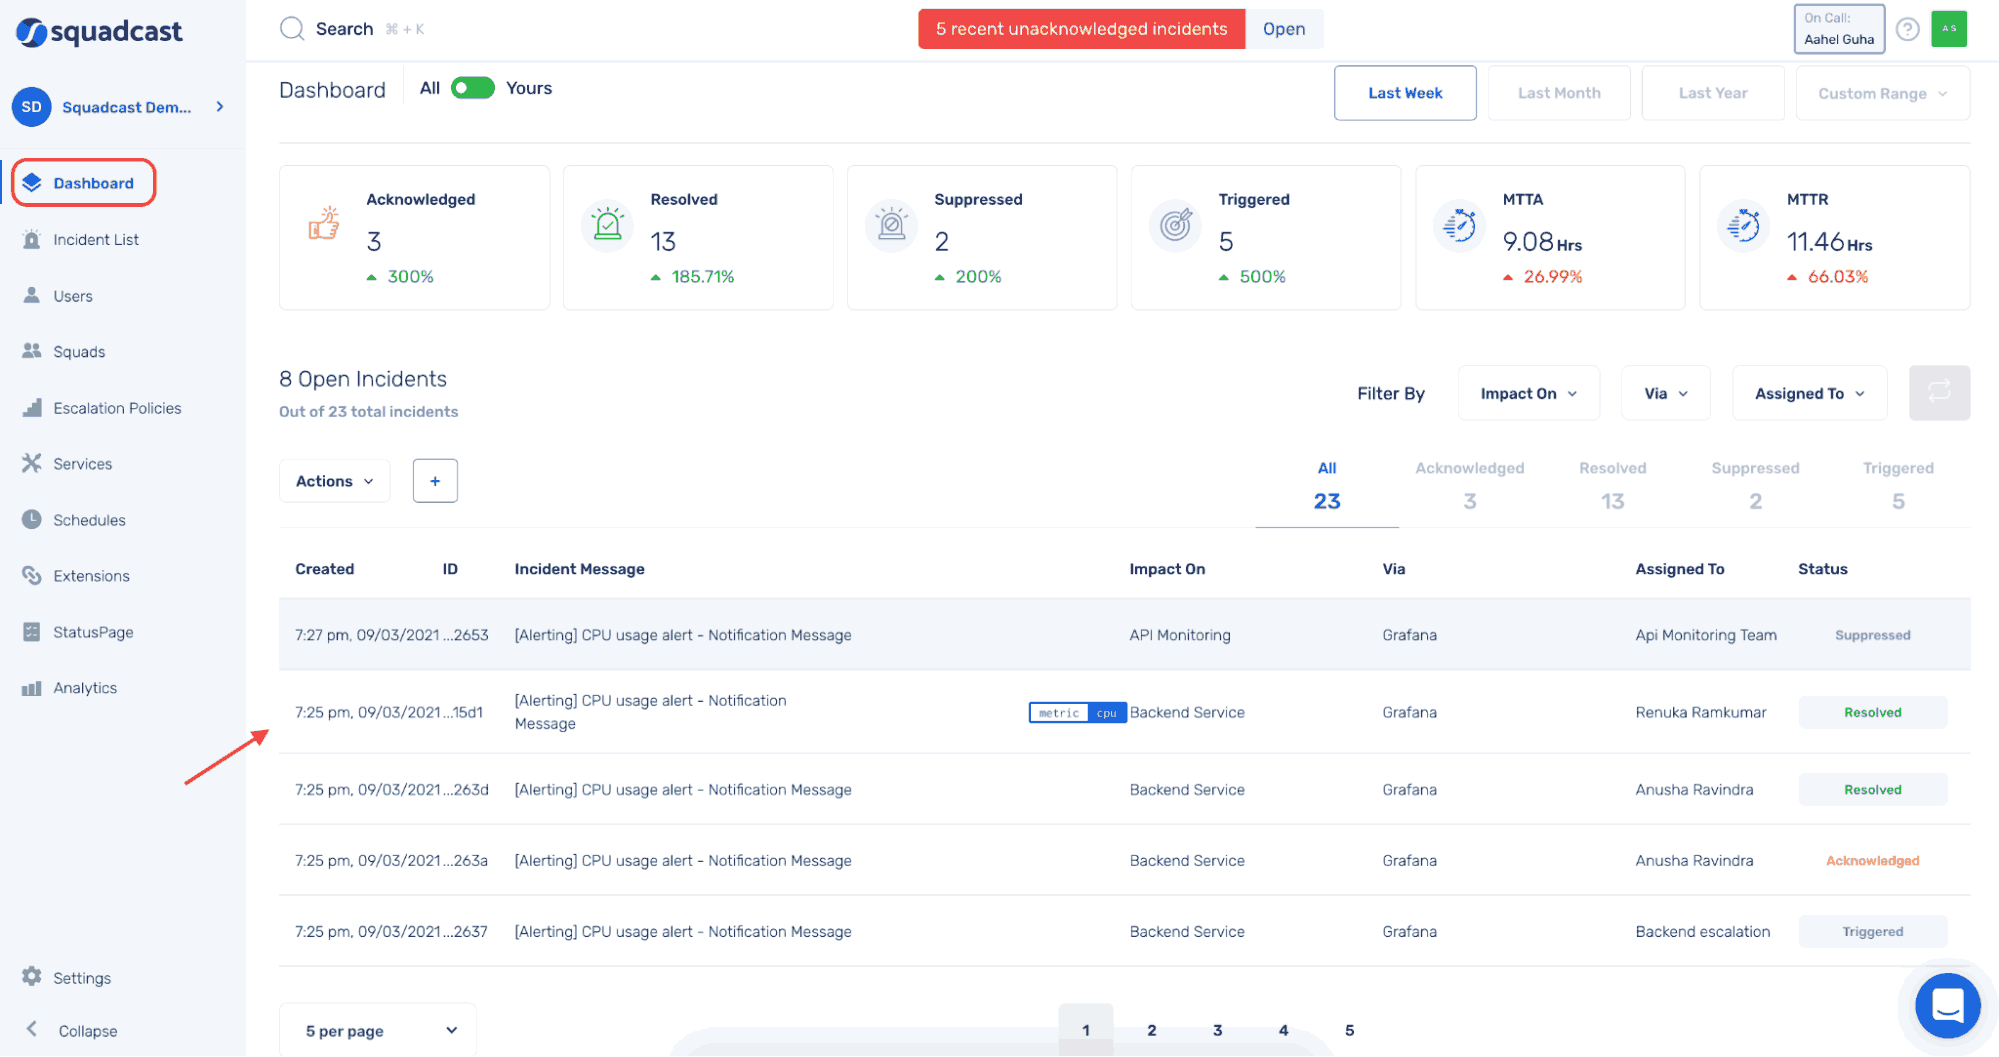 squadcast
Search ⌘ + K
5 recent unacknowledged incidents Open
On Call:
Aahel Guha
?
A S
SD Squadcast Dem...
Dashboard
Incident List
Users
Squads
Escalation Policies
Services
Schedules
Extensions
StatusPage
Analytics
Settings
Collapse
Dashboard All Yours
Last Week Last Month Last Year Custom Range
Acknowledged
3
300%
Resolved
13
185.71%
Suppressed
2
200%
Triggered
5
500%
MTTA
9.08 Hrs
26.99%
MTTR
11.46 Hrs
66.03%
8 Open Incidents
Out of 23 total incidents
Filter By Impact On Via Assigned To
Actions +
All Acknowledged Resolved Suppressed Triggered
23 3 13 2 5
Created ID Incident Message Impact On Via Assigned To Status
7:27 pm, 09/03/2021 ...2653 [Alerting] CPU usage alert - Notification Message API Monitoring Grafana Api Monitoring Team Suppressed
7:25 pm, 09/03/2021 ...15d1 [Alerting] CPU usage alert - Notification
Message metric cpu Backend Service Grafana Renuka Ramkumar Resolved
7:25 pm, 09/03/2021 ...263d [Alerting] CPU usage alert - Notification Message Backend Service Grafana Anusha Ravindra Resolved
7:25 pm, 09/03/2021 ...263a [Alerting] CPU usage alert - Notification Message Backend Service Grafana Anusha Ravindra Acknowledged
7:25 pm, 09/03/2021 ...2637 [Alerting] CPU usage alert - Notification Message Backend Service Grafana Backend escalation Triggered
5 per page 1 2 3 4 5